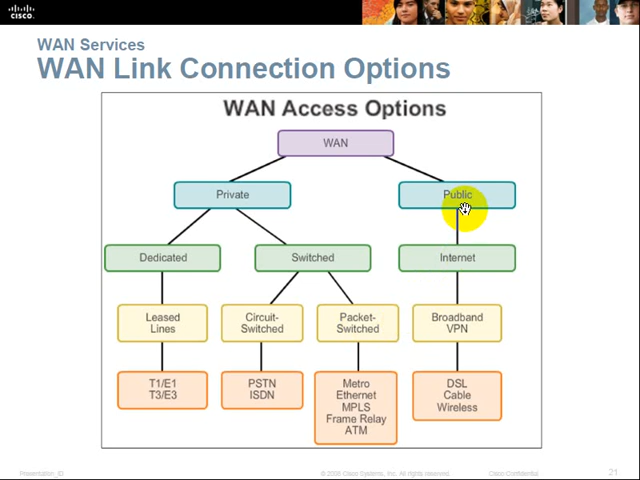 CISCO
WAN Services
WAN Link Connection Options
WAN Access Options
WAN
Private
Public
Dedicated
Switched
Internet
Leased
Lines
Circuit-
Switched
Packet-
Switched
Broadband
VPN
T1/E1
T3/E3
PSTN
ISDN
Metro
Ethernet
MPLS
Frame Relay
ATM
DSL
Cable
Wireless
Presentation_ID
© 2008 Cisco Systems, Inc. All rights reserved.
Cisco Confidential
21